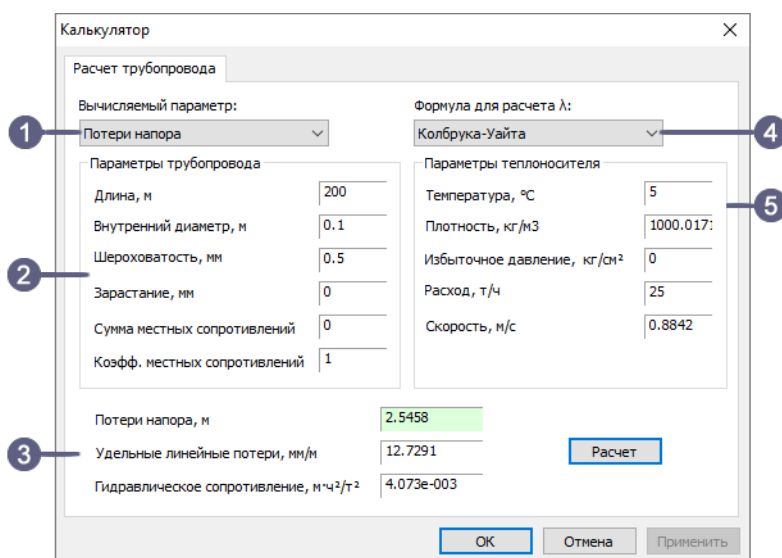 Калькулятор
Расчет трубопровода
Вычисляемый параметр:
Формула для расчета λ:
1
Потери напора
Колбрука-Уайта
4
Параметры трубопровода
Параметры теплоносителя
Длина, м
200
Температура, °C
5
5
Внутренний диаметр, м
0.1
Плотность, кг/м3
1000.0171
2
Шероховатость, мм
0.5
Избыточное давление, кг/см²
0
Зарастание, мм
0
Расход, т/ч
25
Сумма местных сопротивлений
0
Скорость, м/с
0.8842
Коэфф. местных сопротивлений
1
Потери напора, м
2.5458
3
Удельные линейные потери, мм/м
12.7291
Расчет
Гидравлическое сопротивление, м·ч²/т²
4.073e-003
ОК
Отмена
Применить